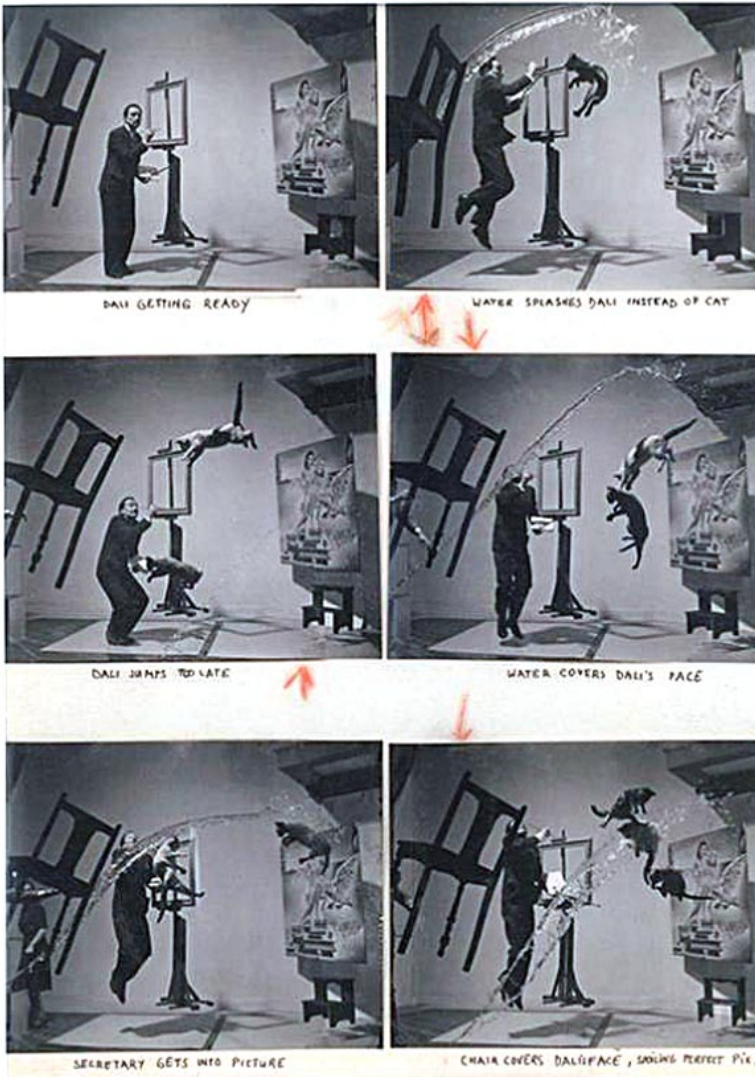 DALI GETTING READY
WATER SPLASHES DALI INSTEAD OF CAT
DALI JUMPS TOO LATE
WATER COVERS DALI'S FACE
SECRETARY GETS INTO PICTURE
CHAIR COVERS DALI'S FACE, SPOILING PERFECT PIX.